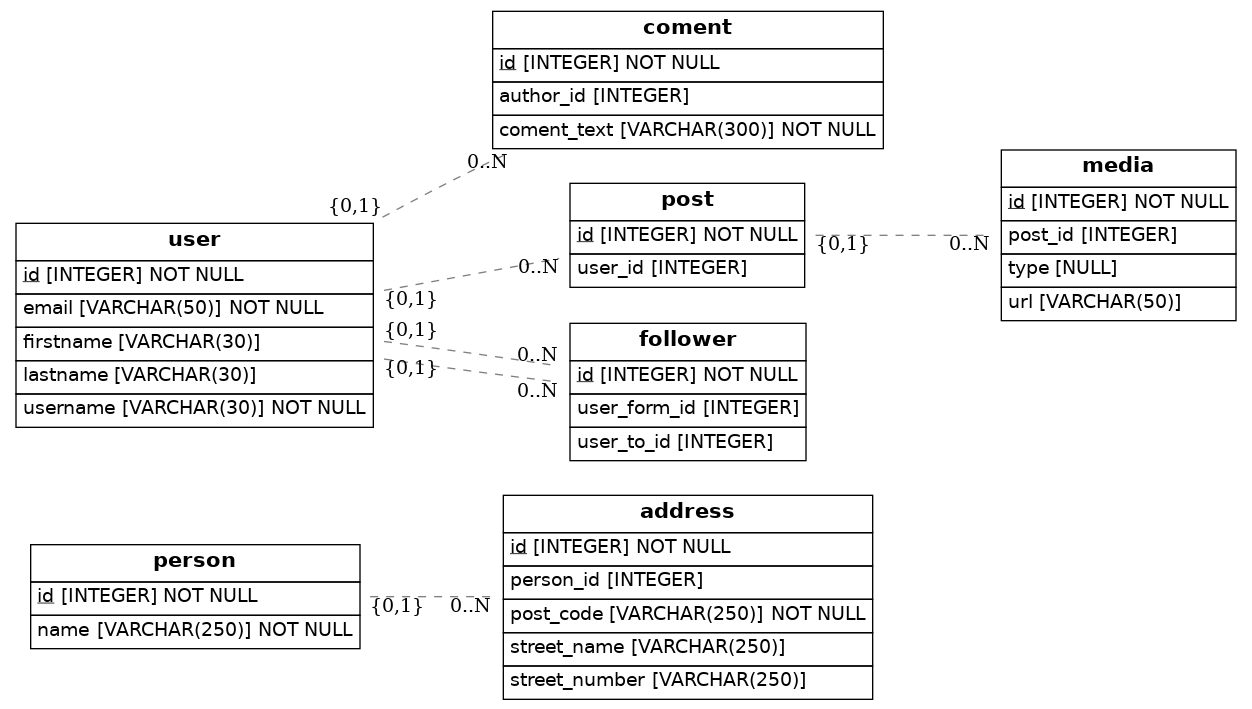 coment
id [INTEGER] NOT NULL
author_id [INTEGER]
coment_text [VARCHAR(300)] NOT NULL
0..N
{0,1}
user
id [INTEGER] NOT NULL
email [VARCHAR(50)] NOT NULL
firstname [VARCHAR(30)]
lastname [VARCHAR(30)]
username [VARCHAR(30)] NOT NULL
post
id [INTEGER] NOT NULL
user_id [INTEGER]
0..N
{0,1}
{0,1}
0..N
media
id [INTEGER] NOT NULL
post_id [INTEGER]
type [NULL]
url [VARCHAR(50)]
{0,1}
0..N
{0,1}
0..N
follower
id [INTEGER] NOT NULL
user_form_id [INTEGER]
user_to_id [INTEGER]
person
id [INTEGER] NOT NULL
name [VARCHAR(250)] NOT NULL
{0,1}
0..N
address
id [INTEGER] NOT NULL
person_id [INTEGER]
post_code [VARCHAR(250)] NOT NULL
street_name [VARCHAR(250)]
street_number [VARCHAR(250)]